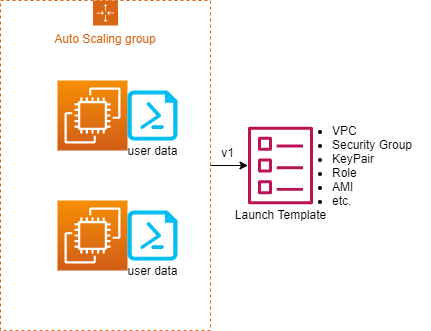 Auto Scaling group
user data
user data
v1
Launch Template
• VPC
• Security Group
• KeyPair
• Role
• AMI
• etc.